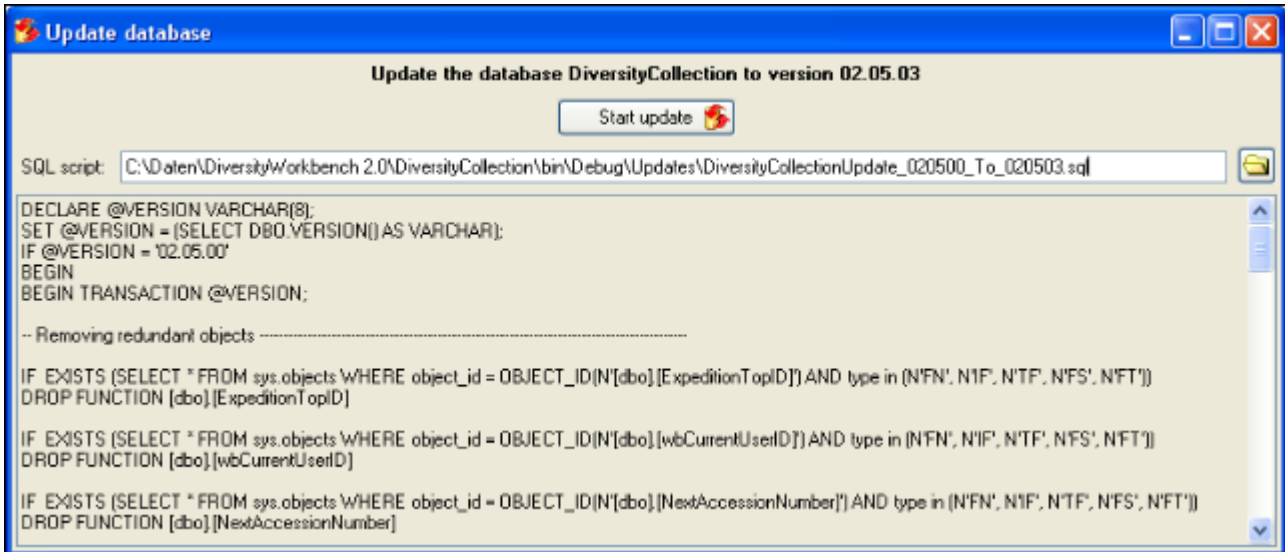 Update database
Update the database DiversityCollection to version 02.05.03
Start update
SQL script: C:\Daten\DiversityWorkbench 2.0\DiversityCollection\bin\Debug\Updates\DiversityCollectionUpdate_020500_To_020503.sql
DECLARE @VERSION VARCHAR(8);
SET @VERSION = (SELECT DBO.VERSION() AS VARCHAR);
IF @VERSION = '02.05.00'
BEGIN
BEGIN TRANSACTION @VERSION;
-- Removing redundant objects ------------------------------------------------------------------------------------------
IF EXISTS (SELECT * FROM sys.objects WHERE object_id = OBJECT_ID(N'[dbo].[ExpeditionTopID]') AND type in (N'FN', N'IF', N'TF', N'FS', N'FT'))
DROP FUNCTION [dbo].[ExpeditionTopID]
IF EXISTS (SELECT * FROM sys.objects WHERE object_id = OBJECT_ID(N'[dbo].[wbCurrentUserID]') AND type in (N'FN', N'IF', N'TF', N'FS', N'FT'))
DROP FUNCTION [dbo].[wbCurrentUserID]
IF EXISTS (SELECT * FROM sys.objects WHERE object_id = OBJECT_ID(N'[dbo].[NextAccessionNumber]') AND type in (N'FN', N'IF', N'TF', N'FS', N'FT'))
DROP FUNCTION [dbo].[NextAccessionNumber]